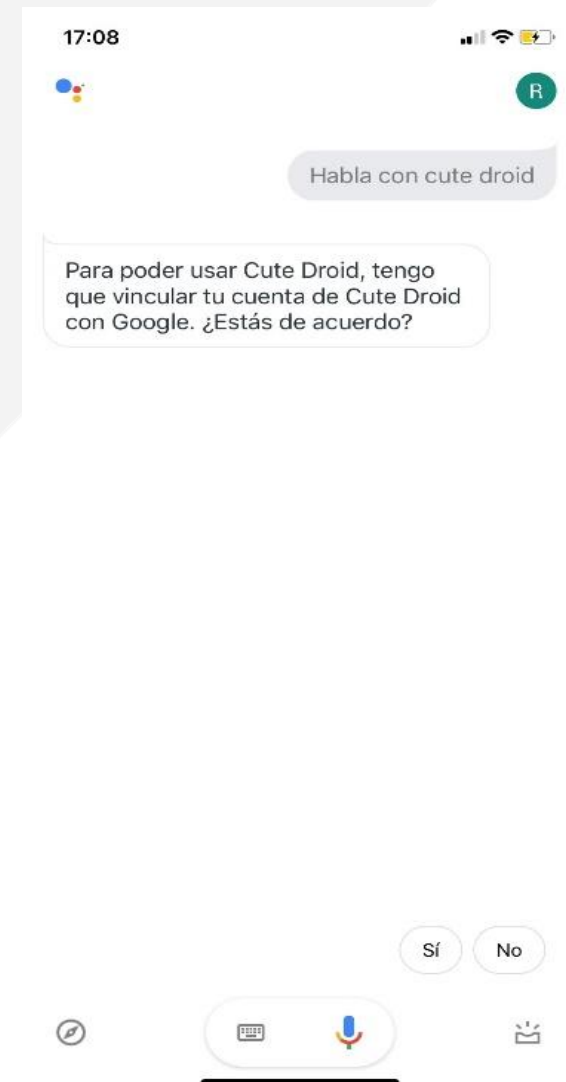 17:08
R
Habla con cute droid
Para poder usar Cute Droid, tengo
que vincular tu cuenta de Cute Droid
con Google. ¿Estás de acuerdo?
Sí
No